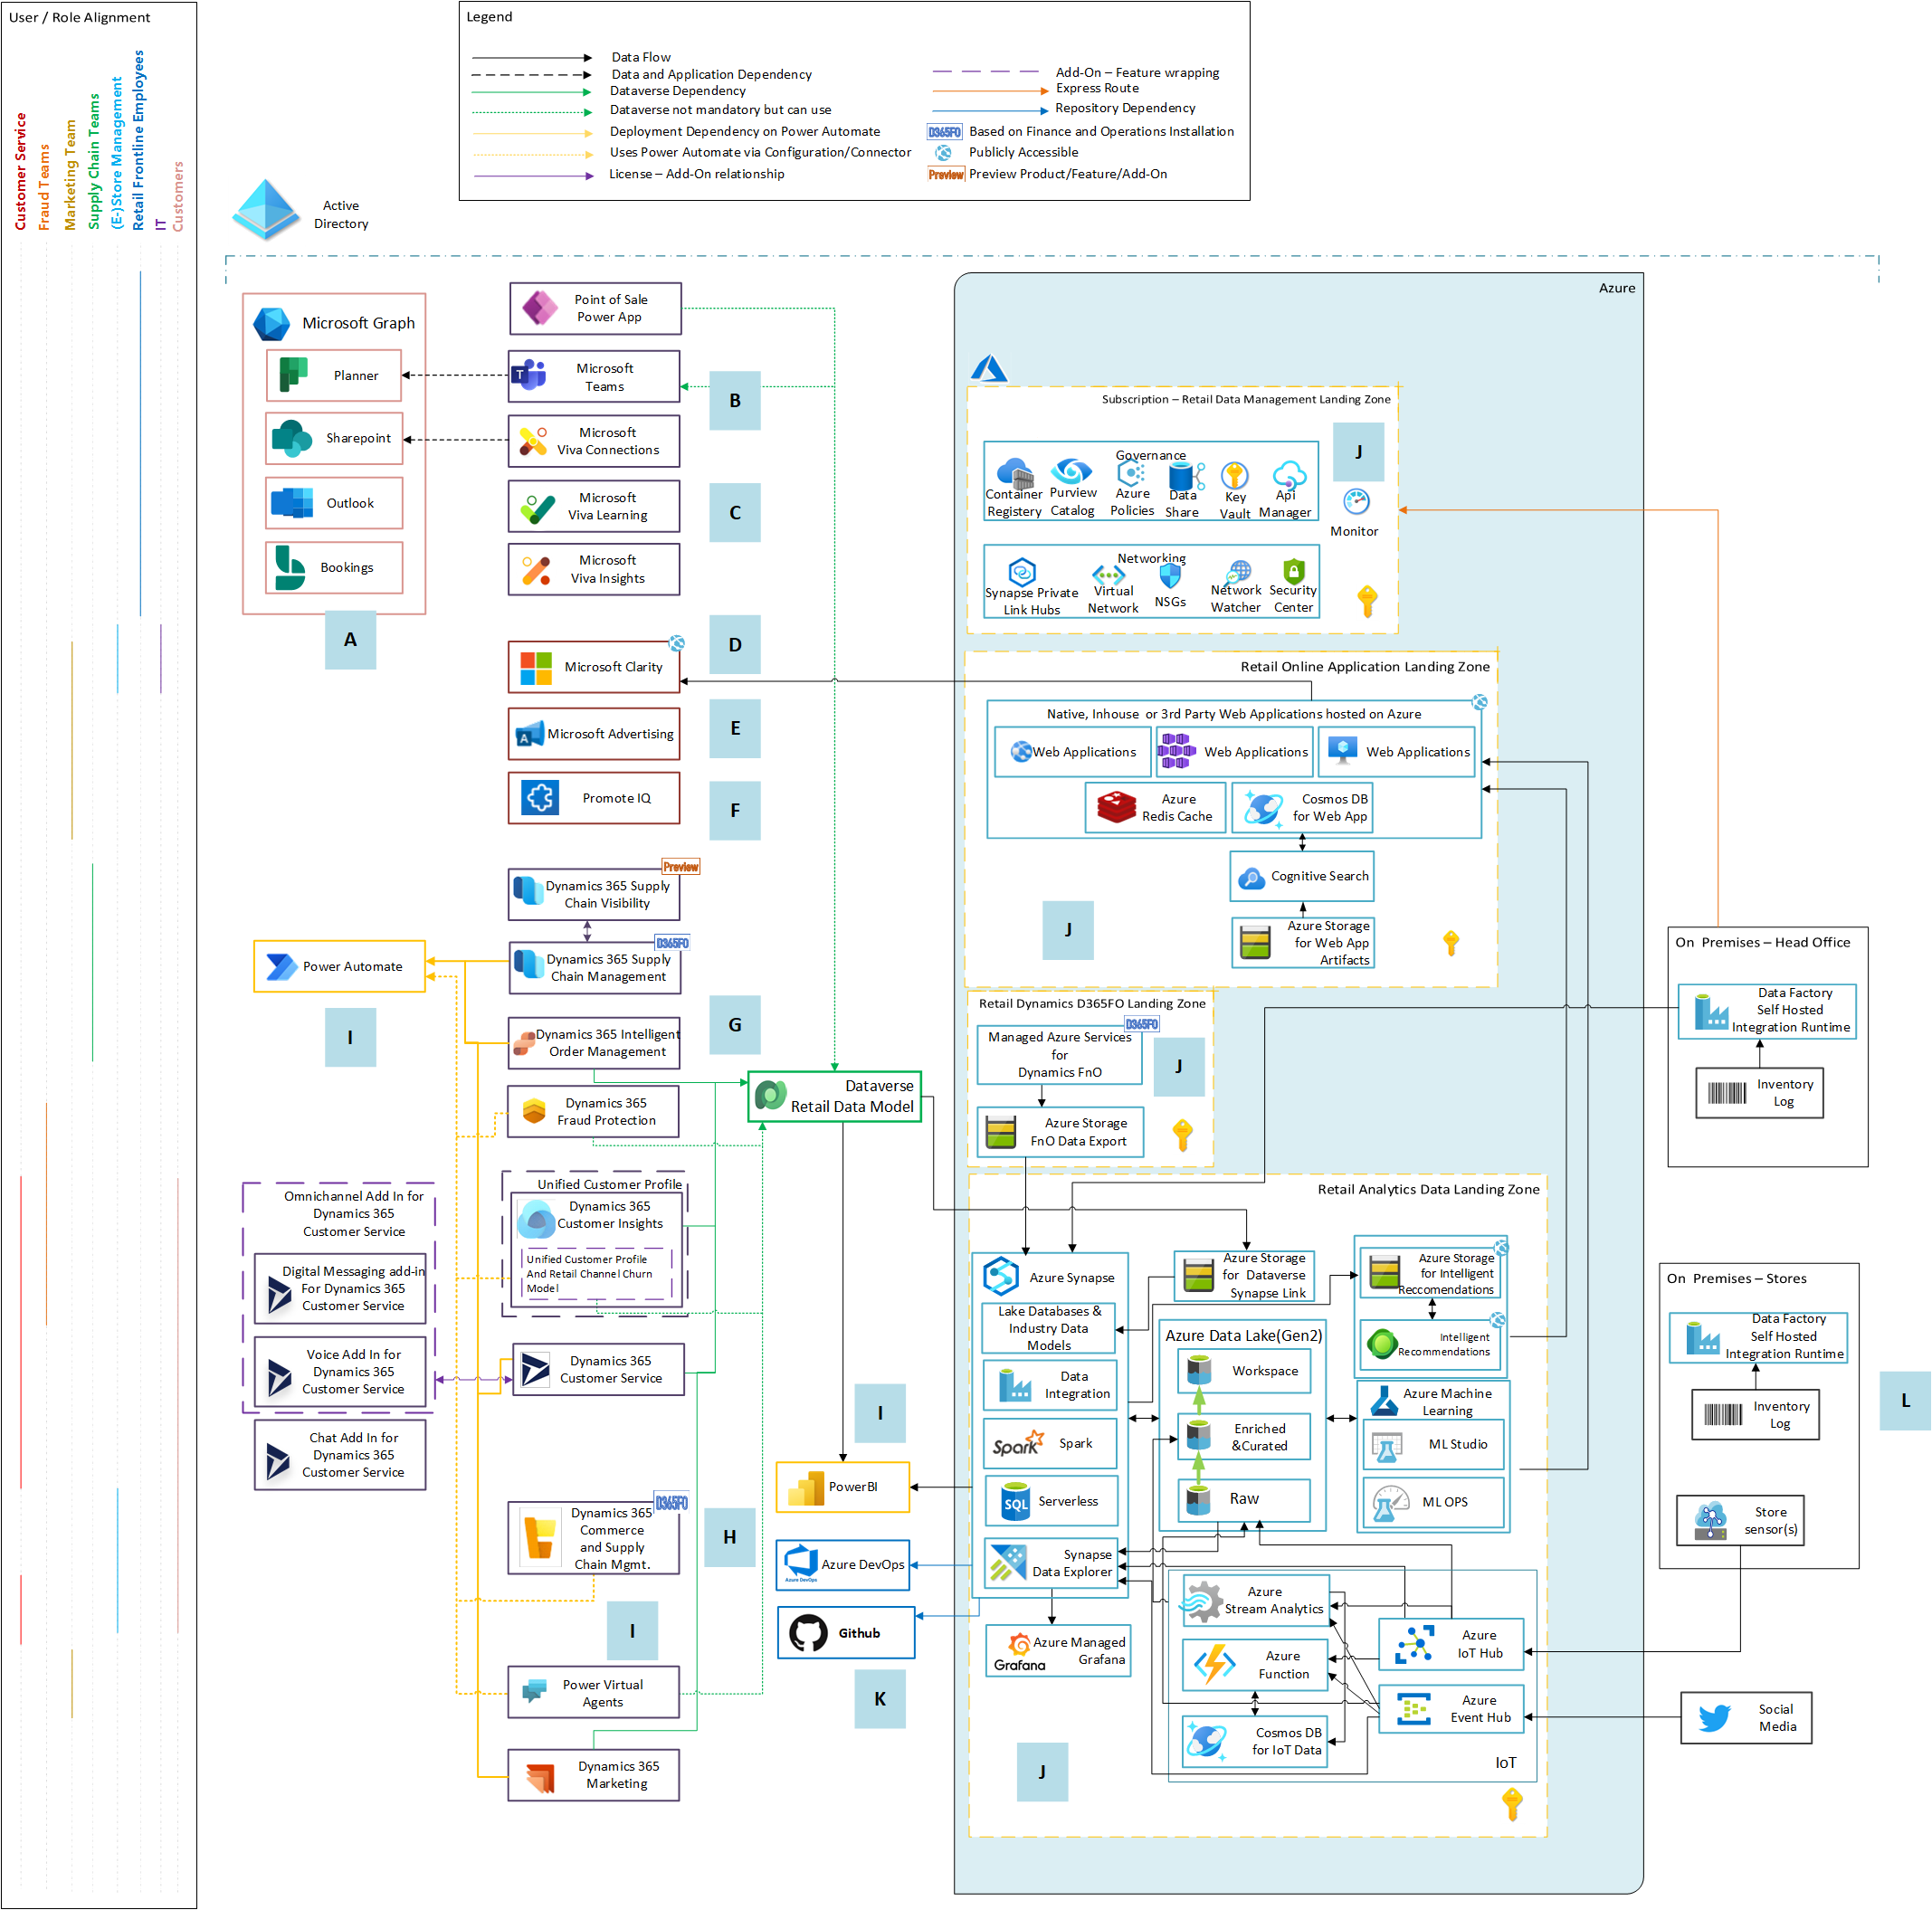 User / Role Alignment
Customer Service
Fraud Teams
Marketing Team
Supply Chain Teams
(E-)Store Management
Retail Frontline Employees
IT
Customers
Legend
Data Flow
Data and Application Dependency
Dataverse Dependency
Dataverse not mandatory but can use
Deployment Dependency on Power Automate
Uses Power Automate via Configuration/Connector
License – Add-On relationship
Add-On – Feature wrapping
Express Route
Repository Dependency
D365FO Based on Finance and Operations Installation
Publicly Accessible
Preview Preview Product/Feature/Add-On
Active
Directory
Microsoft Graph
Planner
Sharepoint
Outlook
Bookings
A
Point of Sale
Power App
Microsoft
Teams
Microsoft
Viva Connections
Microsoft
Viva Learning
Microsoft
Viva Insights
B
C
D
Microsoft Clarity
Microsoft Advertising
Promote IQ
E
F
Preview
Dynamics 365 Supply
Chain Visibility
D365FO
Dynamics 365 Supply
Chain Management
Power Automate
I
G
Dynamics 365 Intelligent
Order Management
Dynamics 365
Fraud Protection
Dataverse
Retail Data Model
Unified Customer Profile
Dynamics 365
Customer Insights
Unified Customer Profile
And Retail Channel Churn
Model
Omnichannel Add In for
Dynamics 365
Customer Service
Digital Messaging add-in
For Dynamics 365
Customer Service
Voice Add In for
Dynamics 365
Customer Service
Chat Add In for
Dynamics 365
Customer Service
Dynamics 365
Customer Service
D365FO
Dynamics 365
Commerce
and Supply
Chain Mgmt.
H
I
Power Virtual
Agents
Dynamics 365
Marketing
I
PowerBI
Azure DevOps
Azure DevOps
Github
K
Azure
Subscription – Retail Data Management Landing Zone
Governance
Container
Registery
Purview
Catalog
Azure
Policies
Data
Share
Key
Vault
Api
Manager
J
Monitor
Networking
Synapse Private
Link Hubs
Virtual
Network
NSGs
Network
Watcher
Security
Center
Retail Online Application Landing Zone
Native, Inhouse or 3rd Party Web Applications hosted on Azure
Web Applications
Web Applications
Web Applications
Azure
Redis Cache
Cosmos DB
for Web App
Cognitive Search
J
Azure Storage
for Web App
Artifacts
Retail Dynamics D365FO Landing Zone
D365FO
Managed Azure Services
for
Dynamics FnO
J
Azure Storage
FnO Data Export
Retail Analytics Data Landing Zone
Azure Synapse
Lake Databases &
Industry Data
Models
Data
Integration
Spark
Spark
SQL
Serverless
Synapse
Data Explorer
Grafana
Azure Managed
Grafana
Azure Storage
for Dataverse
Synapse Link
Azure Data Lake(Gen2)
Workspace
Enriched
&Curated
Raw
Azure Storage
for Intelligent
Reccomendations
Intelligent
Recommendations
Azure Machine
Learning
ML Studio
ML OPS
Azure
Stream Analytics
Azure
Function
Cosmos DB
for IoT Data
Azure
IoT Hub
Azure
Event Hub
IoT
J
On Premises – Head Office
Data Factory
Self Hosted
Integration Runtime
Inventory
Log
On Premises – Stores
Data Factory
Self Hosted
Integration Runtime
Inventory
Log
Store
sensor(s)
L
Social
Media